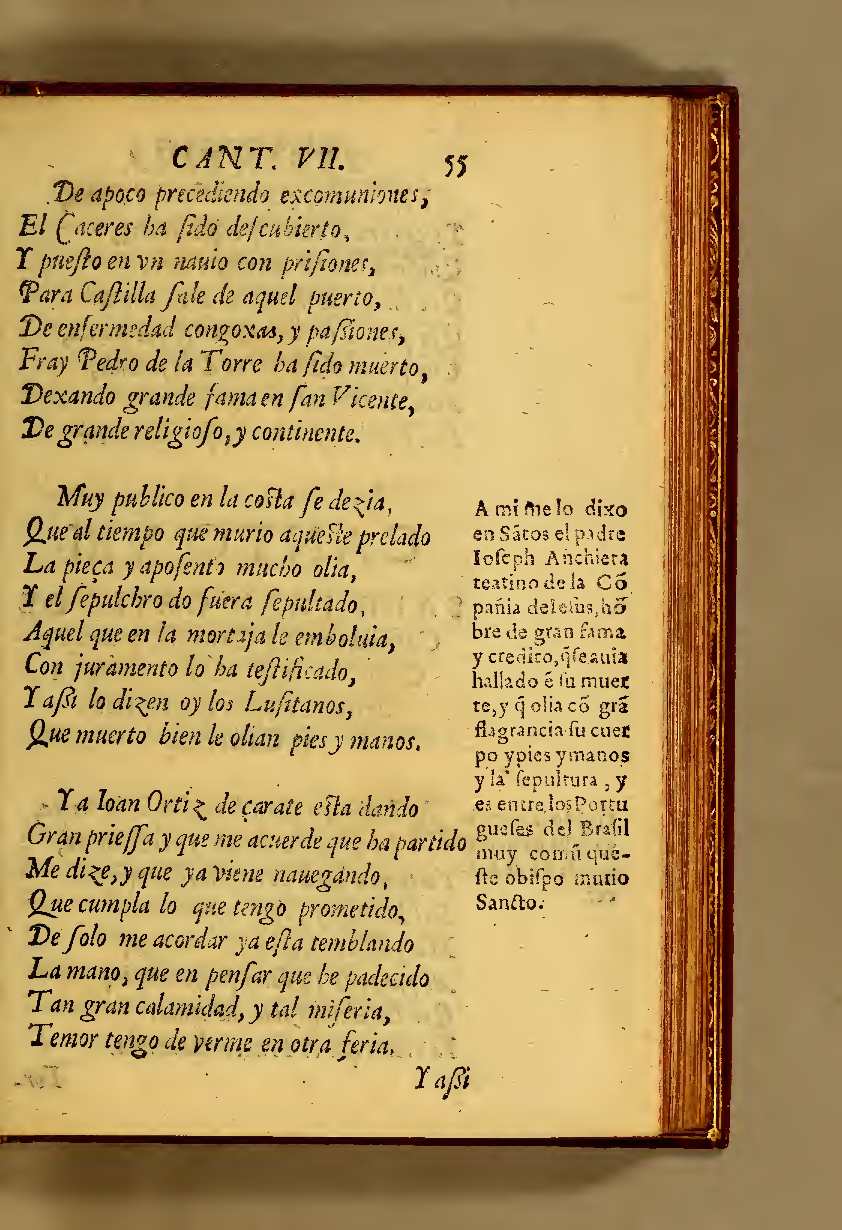 CANT. VII. 55
De apoco precediendo excomuniones,
El Caceres ha ſido deſcubierto,
Y pueſto en vn nauio con priſiones,
Para Caſtilla ſale de aquel puerto,
De enfermedad congoxas, y paſsiones,
Fray Pedro de la Torre ha ſido muerto,
Dexando grande fama en ſan Vicente,
De grande religioſo, y continente.
Muy publico en la coſta ſe dezia,
Que al tiempo que murio aqueſte prelado
La pieça y apoſento mucho olia,
Y el ſepulchro do fuera ſepultado,
Aquel que en la mortaja le emboluia,
Con juramento lo ha teſtificado,
Y aſsi lo dizen oy los Luſitanos,
Que muerto bien le olian pies y manos.
Ya Ioan Ortiz de çarate eſta dando
Gran prieſſa y que me acuerde que ha partido
Me dize, y que ya viene nauegando,
Que cumpla lo que tengo prometido,
De ſolo me acordar ya eſta temblando
La mano, que en penſar que he padecido
Tan gran calamidad, y tal miſeria,
Temor tengo de verme en otra feria.
Y aſsi
A mi me lo dixo
en Sãtos el padre
Ioſeph Anchieta
teatino de la Cõ
pañia de Ieſus, hõ
bre de gran fama
y credito, q̃ ſe auia
hallado ẽ ſu muer
te, y q̃ olia cõ grã
flagrancia ſu cuer
po y pies y manos
y la ſepultura, y
es entre los Portu
gueſes del Braſil
muy comũ que-
ſte obiſpo murio
Sancto.